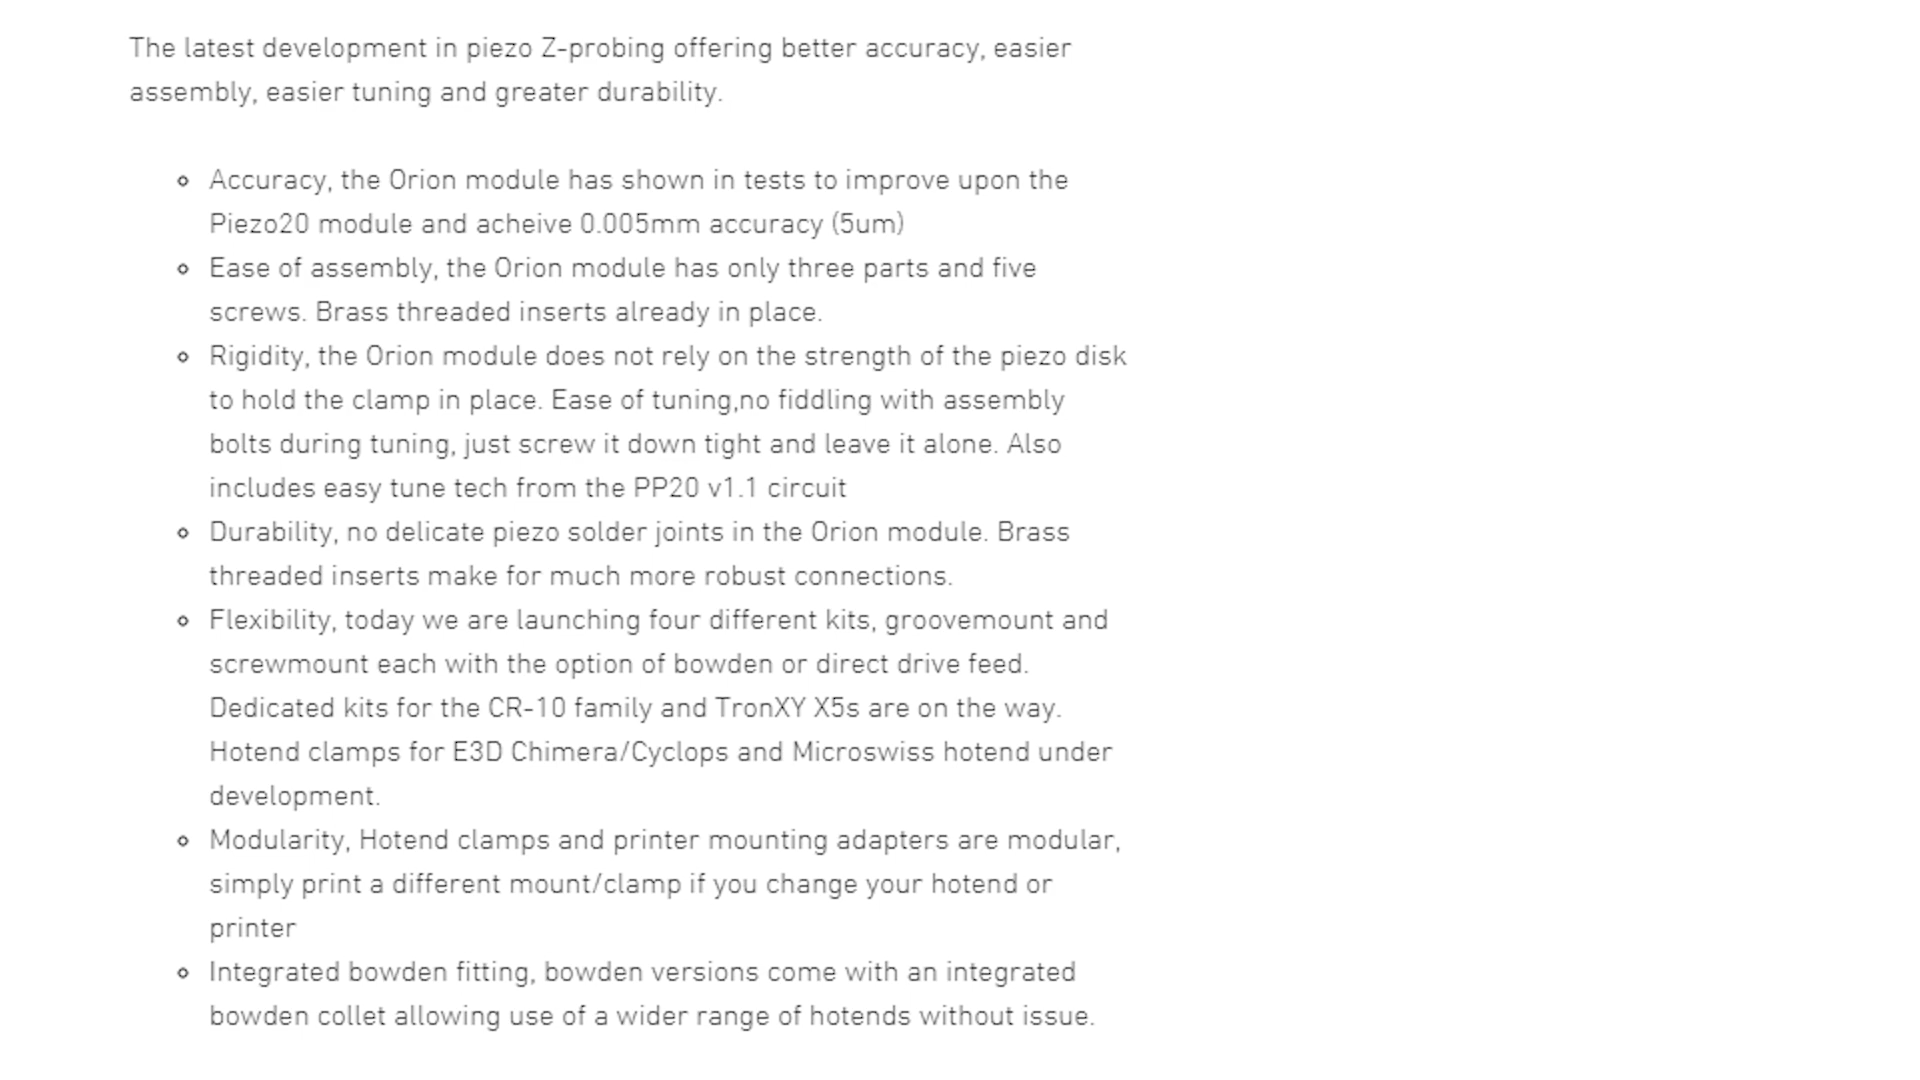 The latest development in piezo Z-probing offering better accuracy, easier
assembly, easier tuning and greater durability.
Accuracy, the Orion module has shown in tests to improve upon the
Piezo20 module and acheive 0.005mm accuracy (5um)
Ease of assembly, the Orion module has only three parts and five
screws. Brass threaded inserts already in place.
Rigidity, the Orion module does not rely on the strength of the piezo disk
to hold the clamp in place. Ease of tuning,no fiddling with assembly
bolts during tuning, just screw it down tight and leave it alone. Also
includes easy tune tech from the PP20 v1.1 circuit
Durability, no delicate piezo solder joints in the Orion module. Brass
threaded inserts make for much more robust connections.
Flexibility, today we are launching four different kits, groovemount and
screwmount each with the option of bowden or direct drive feed.
Dedicated kits for the CR-10 family and TronXY X5s are on the way.
Hotend clamps for E3D Chimera/Cyclops and Microswiss hotend under
development.
Modularity, Hotend clamps and printer mounting adapters are modular,
simply print a different mount/clamp if you change your hotend or
printer
Integrated bowden fitting, bowden versions come with an integrated
bowden collet allowing use of a wider range of hotends without issue.